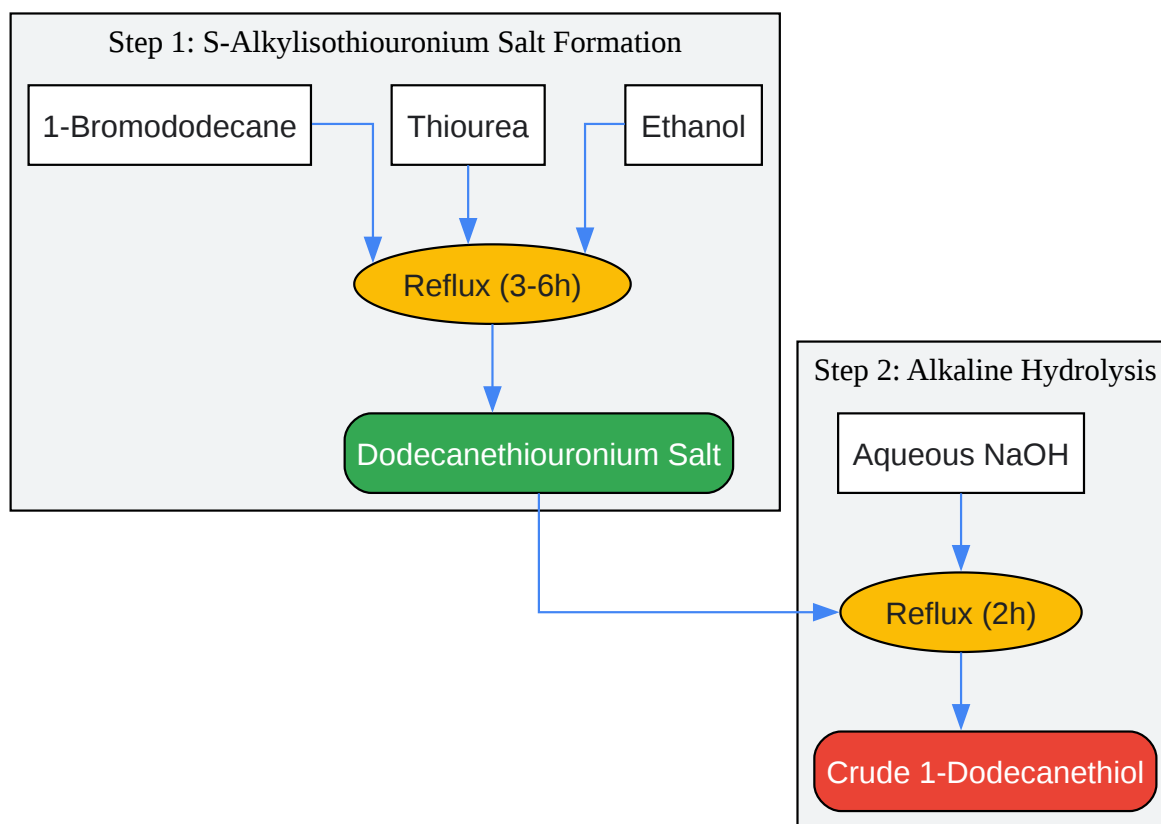 Step 1: S-Alkylisothiouronium Salt Formation
1-Bromododecane
Thiourea
Ethanol
Reflux (3-6h)
Dodecanethiouronium Salt
Step 2: Alkaline Hydrolysis
Aqueous NaOH
Reflux (2h)
Crude 1-Dodecanethiol